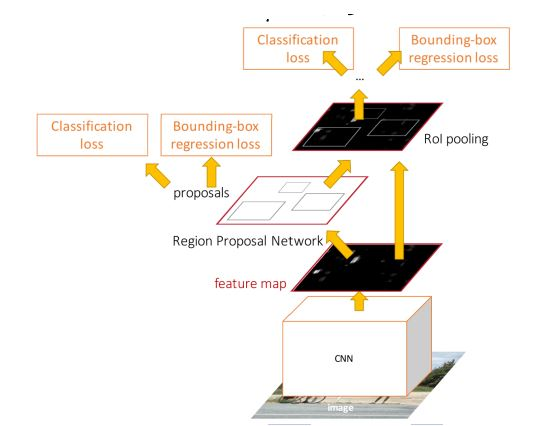 Classification
loss
Bounding-box
regression loss
...
Classification
loss
Bounding-box
regression loss
RoI pooling
proposals
Region Proposal Network
feature map
CNN
image